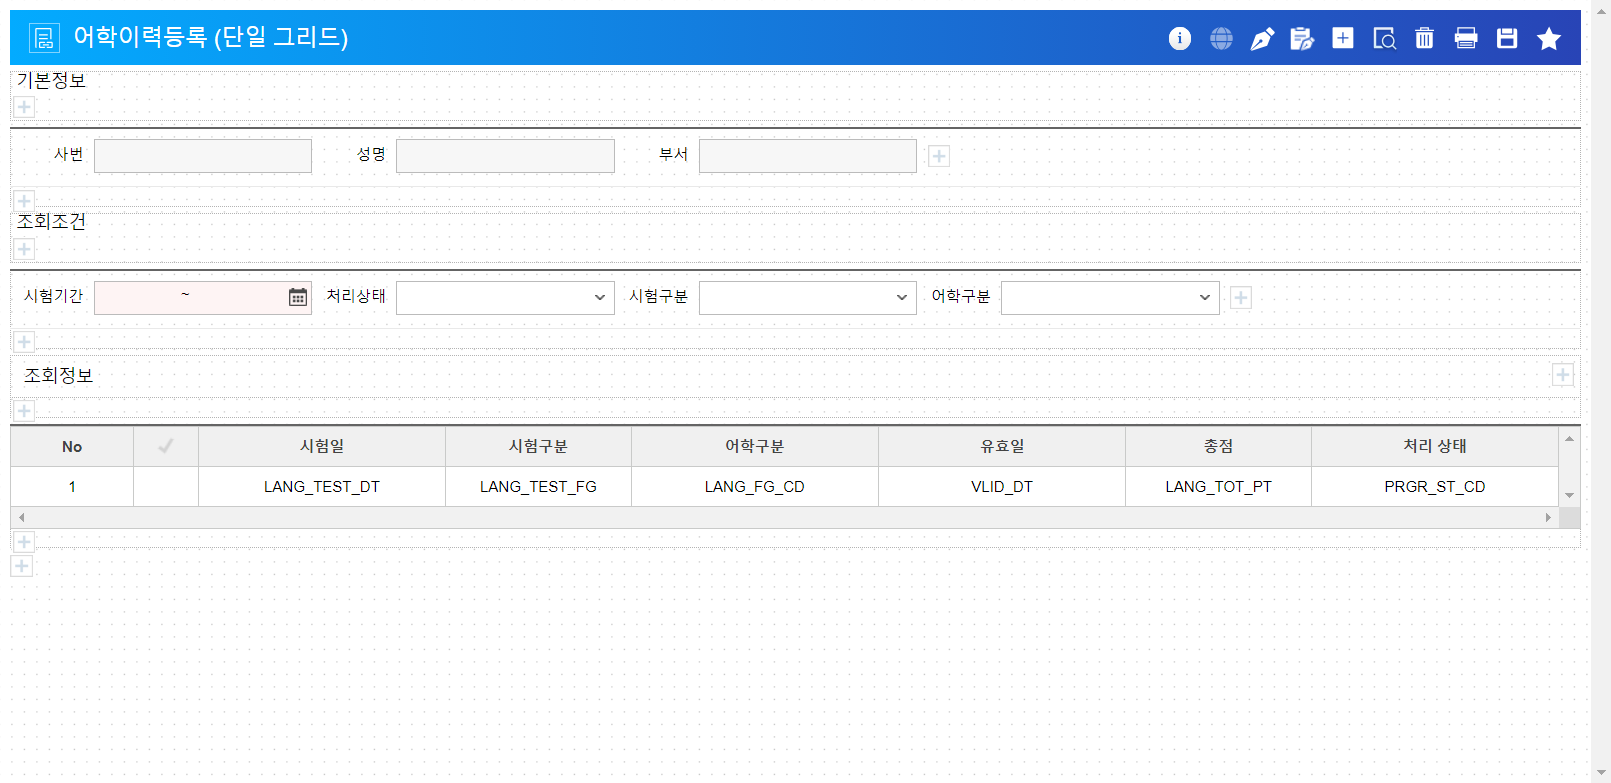 어학이력등록 (단일 그리드)
기본정보
사번 성명 부서
조회조건
시험기간 ~ 처리상태 시험구분 어학구분
조회정보
No 시험일 시험구분 어학구분 유효일 총점 처리 상태
1 LANG_TEST_DT LANG_TEST_FG LANG_FG_CD VLID_DT LANG_TOT_PT PRGR_ST_CD